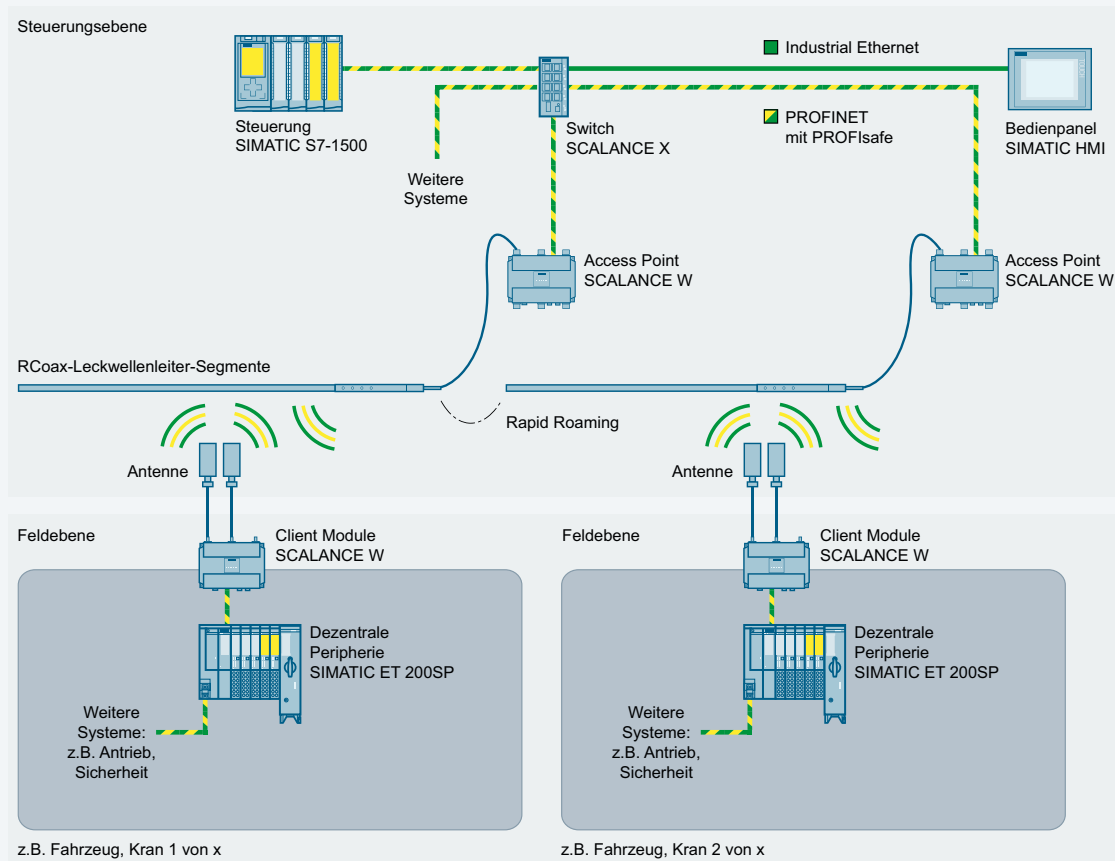 Steuerungsebene
Industrial Ethernet
Steuerung
SIMATIC S7-1500
Switch
SCALANCE X
PROFINET
mit PROFIsafe
Bedienpanel
SIMATIC HMI
Weitere
Systeme
Access Point
SCALANCE W
Access Point
SCALANCE W
RCoax-Leckwellenleiter-Segmente
Rapid Roaming
Antenne
Antenne
Feldebene
Client Module
SCALANCE W
Feldebene
Client Module
SCALANCE W
Dezentrale
Peripherie
SIMATIC ET 200SP
Dezentrale
Peripherie
SIMATIC ET 200SP
Weitere
Systeme:
z.B. Antrieb,
Sicherheit
Weitere
Systeme:
z.B. Antrieb,
Sicherheit
z.B. Fahrzeug, Kran 1 von x
z.B. Fahrzeug, Kran 2 von x